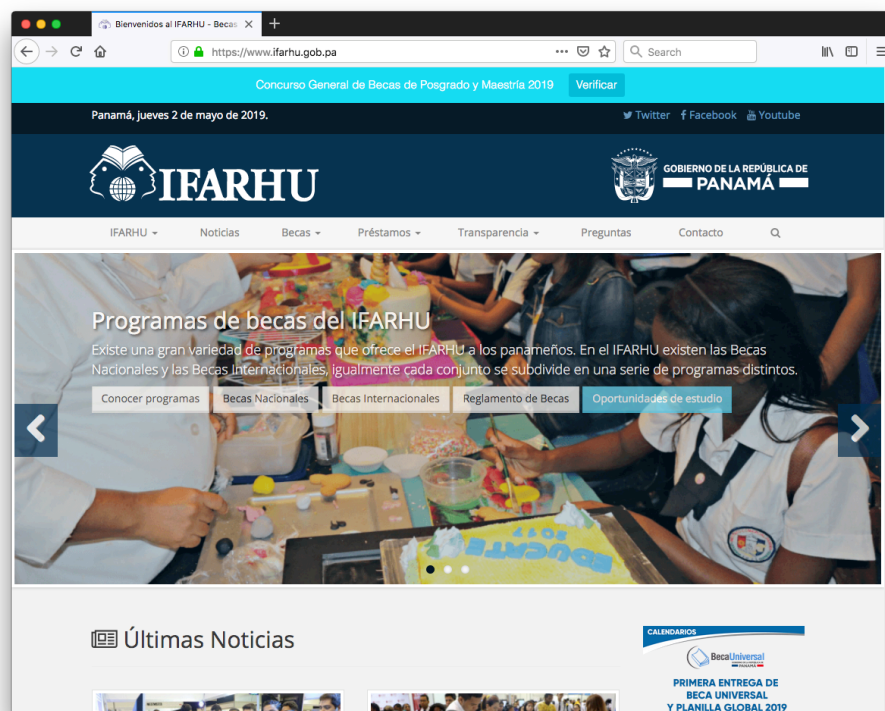 Bienvenidos al IFARHU - Becas
https://www.ifarhu.gob.pa
Search
Concurso General de Becas de Posgrado y Maestría 2019
Verificar
Panamá, jueves 2 de mayo de 2019.
Twitter
Facebook
Youtube
IFARHU
GOBIERNO DE LA REPÚBLICA DE
PANAMÁ
IFARHU
Noticias
Becas
Préstamos
Transparencia
Preguntas
Contacto
Programas de becas del IFARHU
Existe una gran variedad de programas que ofrece el IFARHU a los panameños. En el IFARHU existen las Becas
Nacionales y las Becas Internacionales, igualmente cada conjunto se subdivide en una serie de programas distintos.
Conocer programas
Becas Nacionales
Becas Internacionales
Reglamento de Becas
Oportunidades de estudio
EDUCATE
2017
Últimas Noticias
CALENDARIOS
BecaUniversal
PRIMERA ENTREGA DE
BECA UNIVERSAL
Y PLANILLA GLOBAL 2019